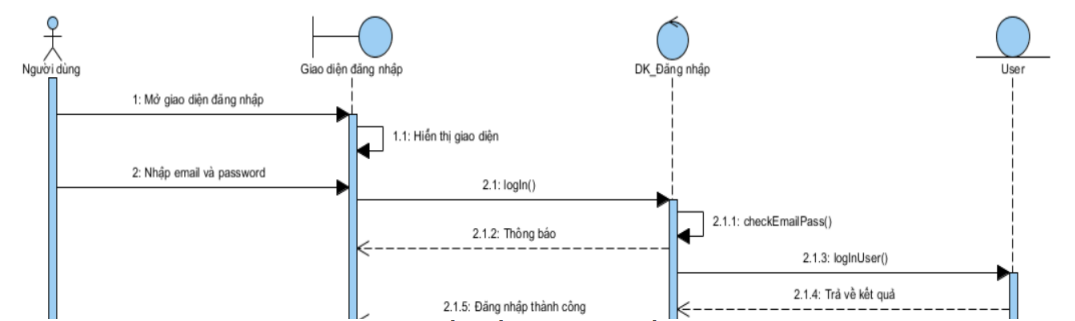 Người dùng
Giao diện đăng nhập
DK_Đăng nhập
User
1: Mở giao diện đăng nhập
1.1: Hiển thị giao diện
2: Nhập email và password
2.1: logIn()
2.1.1: checkEmailPass()
2.1.2: Thông báo
2.1.3: logInUser()
2.1.4: Trả về kết quả
2.1.5: Đăng nhập thành công